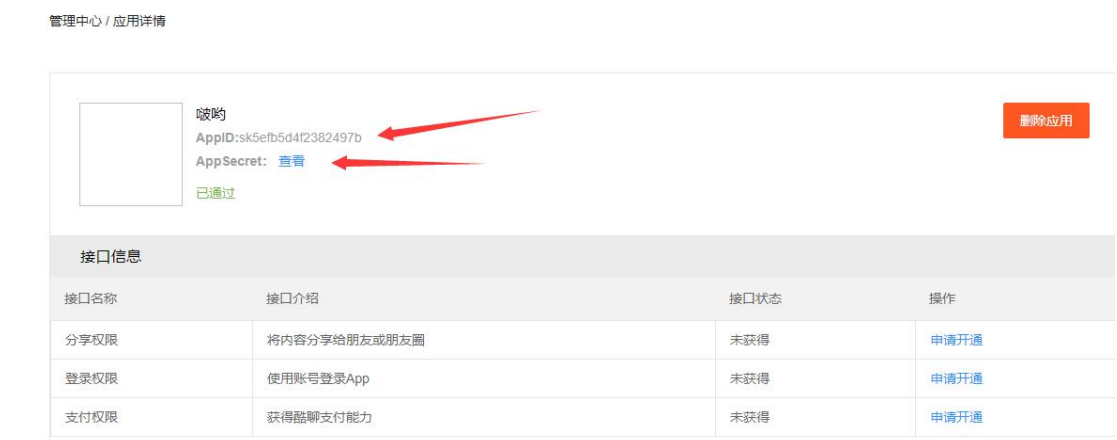 管理中心 / 应用详情
啵哟
删除应用
AppID:sk5efb5d4f2382497b
AppSecret: 查看
已通过
接口信息
接口名称 接口介绍 接口状态 操作
分享权限 将内容分享给朋友或朋友圈 未获得 申请开通
登录权限 使用账号登录App 未获得 申请开通
支付权限 获得酷聊支付能力 未获得 申请开通